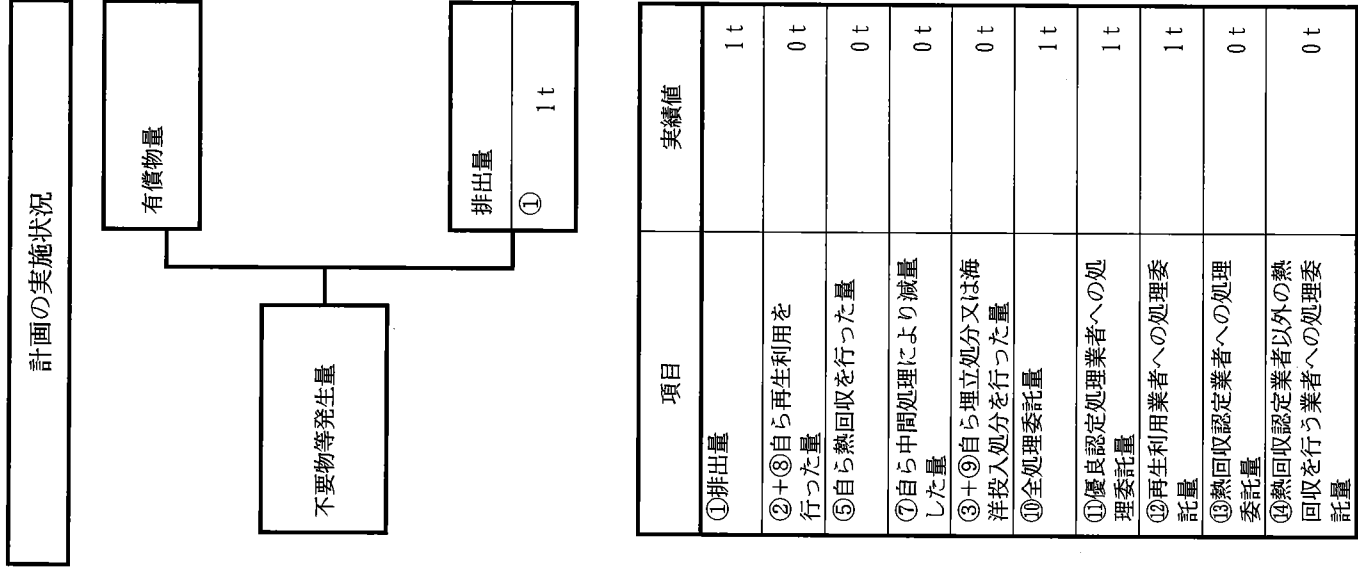 計画の実施状況
有償物量
不要物等発生量
排出量
①
1t
項目
実績値
①排出量
1t
②+⑧自ら再生利用を
行った量
0t
⑤自ら熱回収を行った量
0t
⑦自ら中間処理により減量
した量
0t
③+⑨自ら埋立処分又は海
洋投入処分を行った量
0t
⑩全処理委託量
1t
⑪優良認定処理業者への処
理委託量
1t
⑫再生利用業者への処理委
託量
1t
⑬熱回収認定業者への処理
委託量
0t
⑭熱回収認定業者以外の熱
回収を行う業者への処理委
託量
0t